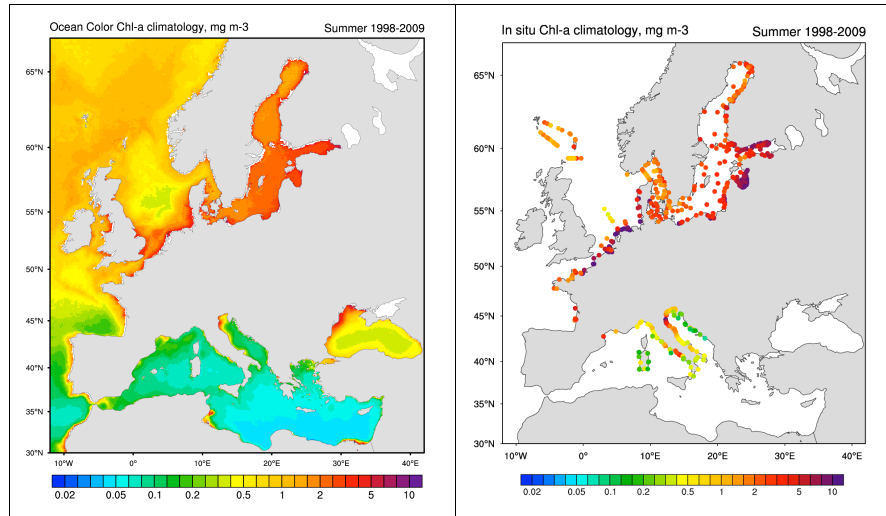 Ocean Color Chl-a climatology, mg m-3 Summer 1998-2009
65°N
60°N
55°N
50°N
45°N
40°N
35°N
30°N
10°W 0° 10°E 20°E 30°E 40°E
0.02 0.05 0.1 0.2 0.5 1 2 5 10
In situ Chl-a climatology, mg m-3 Summer 1998-2009
65°N
60°N
55°N
50°N
45°N
40°N
35°N
30°N
10°W 0° 10°E 20°E 30°E 40°E
0.02 0.05 0.1 0.2 0.5 1 2 5 10